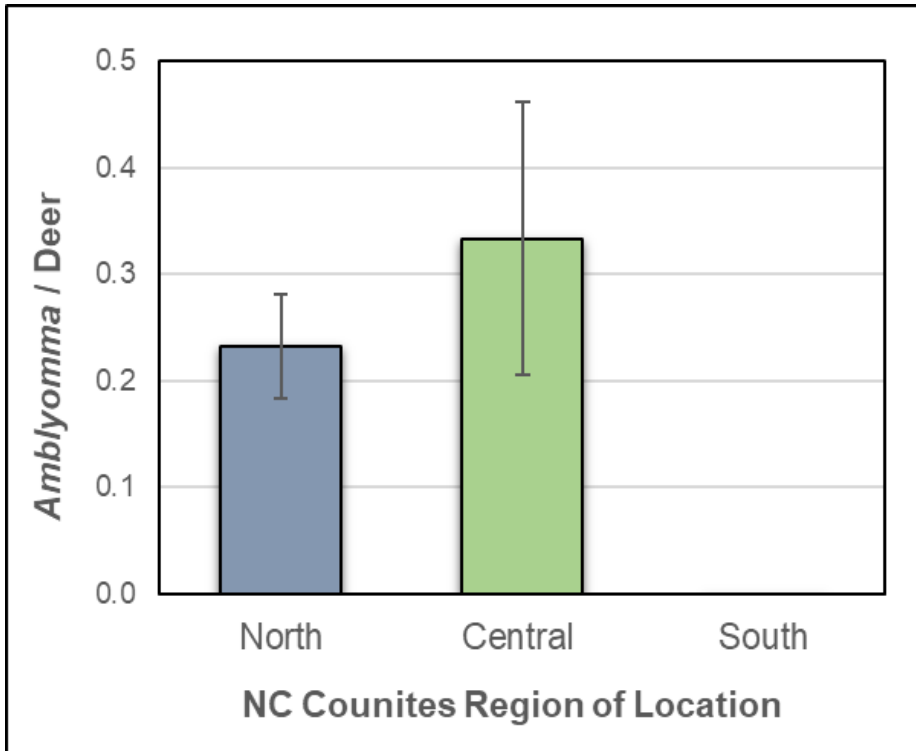 0.5
0.4
0.3
0.2
0.1
0.0
Amblyomma / Deer
North Central South
NC Counites Region of Location